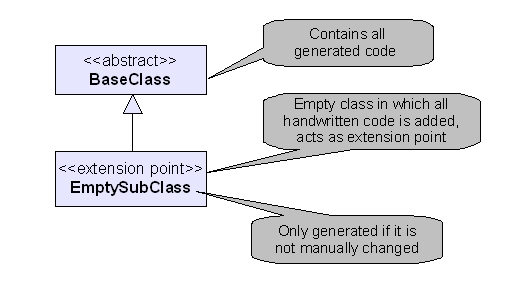 Contains all
generated code
<<abstract>>
BaseClass
Empty class in which all
handwritten code is added,
acts as extension point
<<extension point>>
EmptySubClass
Only generated if it is
not manually changed